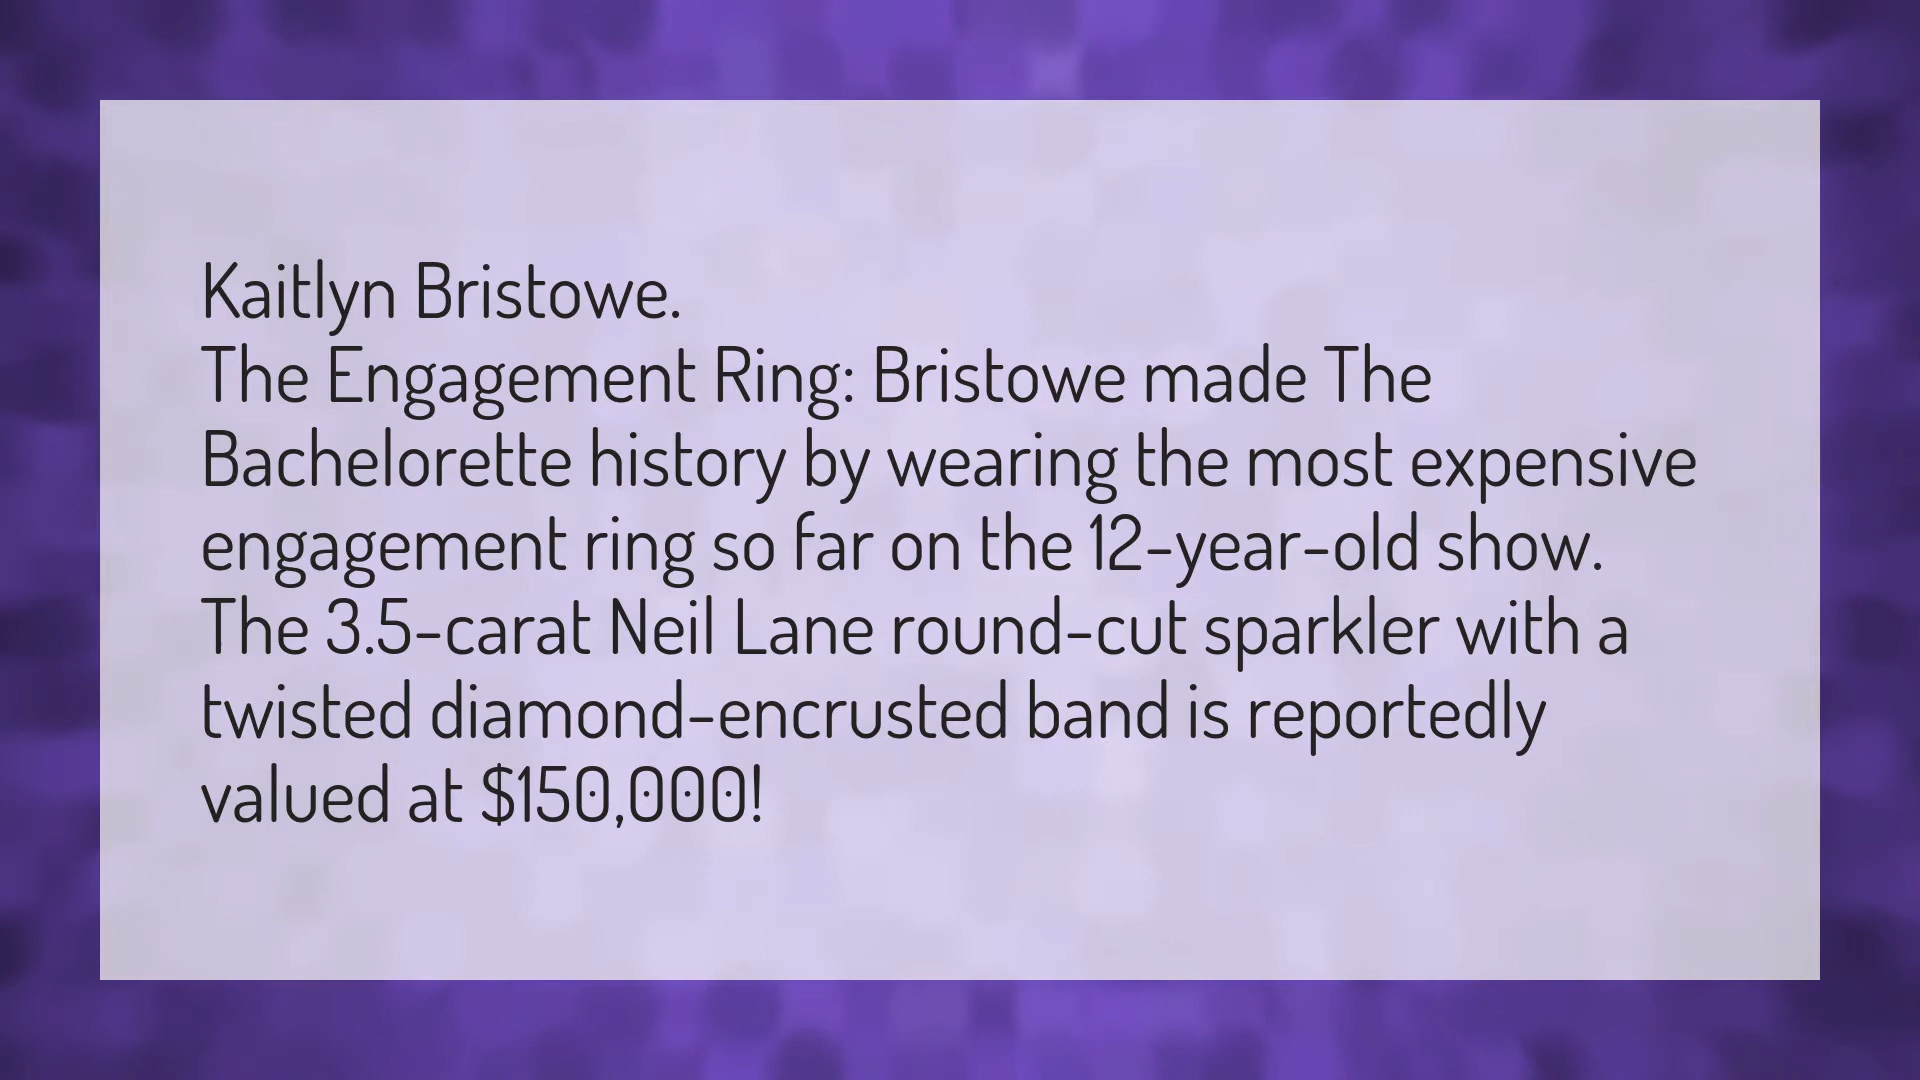 Kaitlyn Bristowe.
The Engagement Ring: Bristowe made The
Bachelorette history by wearing the most expensive
engagement ring so far on the 12-year-old show.
The 3.5-carat Neil Lane round-cut sparkler with a
twisted diamond-encrusted band is reportedly
valued at $150,000!